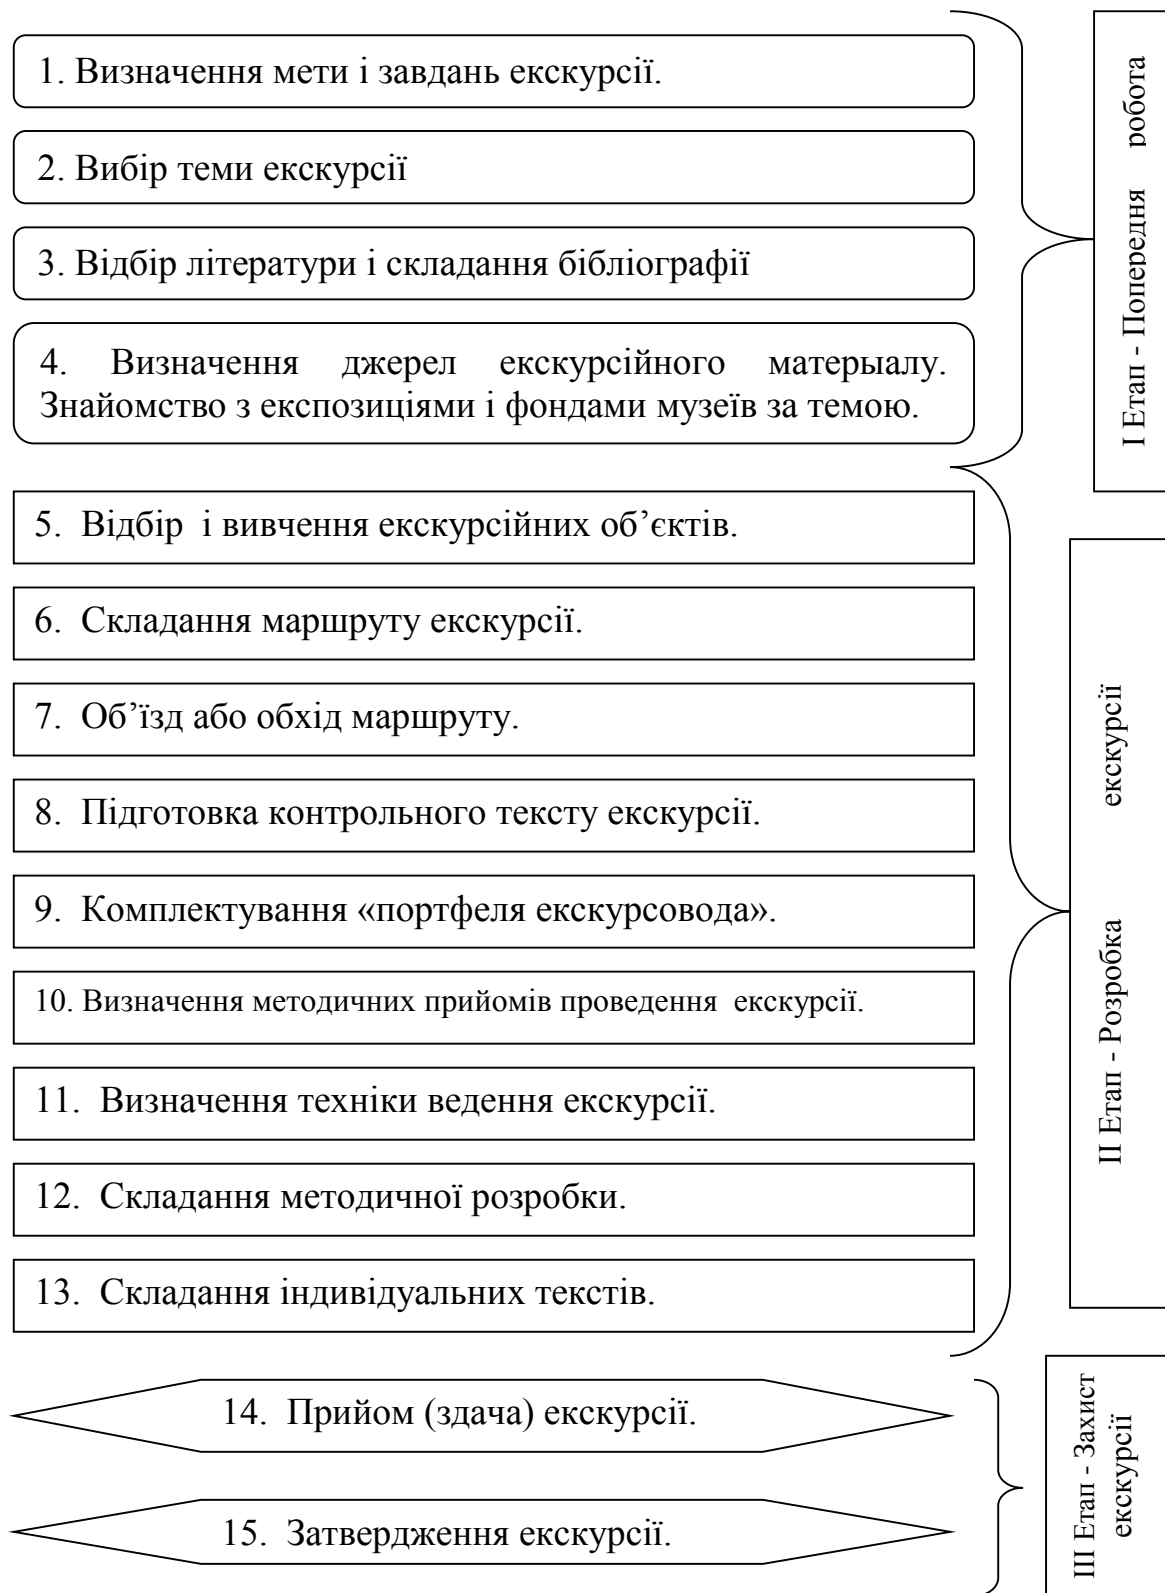 1. Визначення мети і завдань екскурсії.
2. Вибір теми екскурсії
3. Відбір літератури і складання бібліографії
4. Визначення джерел екскурсійного матерыалу.
Знайомство з експозиціями і фондами музеїв за темою.
І Етап - Попередня робота
5. Відбір і вивчення екскурсійних об’єктів.
6. Складання маршруту екскурсії.
7. Об’їзд або обхід маршруту.
8. Підготовка контрольного тексту екскурсії.
9. Комплектування «портфеля екскурсовода».
10. Визначення методичних прийомів проведення екскурсії.
11. Визначення техніки ведення екскурсії.
12. Складання методичної розробки.
13. Складання індивідуальних текстів.
ІІ Етап - Розробка екскурсії
14. Прийом (здача) екскурсії.
15. Затвердження екскурсії.
ІІІ Етап - Захист
екскурсії